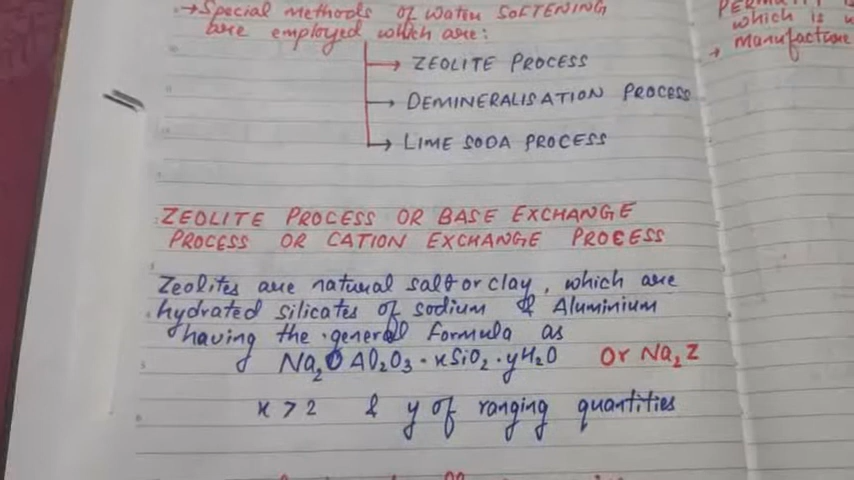 →Special methods of water SOFTENING
are employed which are:
→ ZEOLITE PROCESS
→ DEMINERALISATION PROCESS
→ LIME SODA PROCESS
ZEOLITE PROCESS OR BASE EXCHANGE
PROCESS OR CATION EXCHANGE PROCESS
Zeolites are natural salt or clay, which are
hydrated silicates of sodium & Aluminium
having the general formula as
Na₂O Al₂O₃ · xSiO₂ · yH₂O Or Na₂Z
x > 2 & y of ranging quantities
which is
→ manufacture